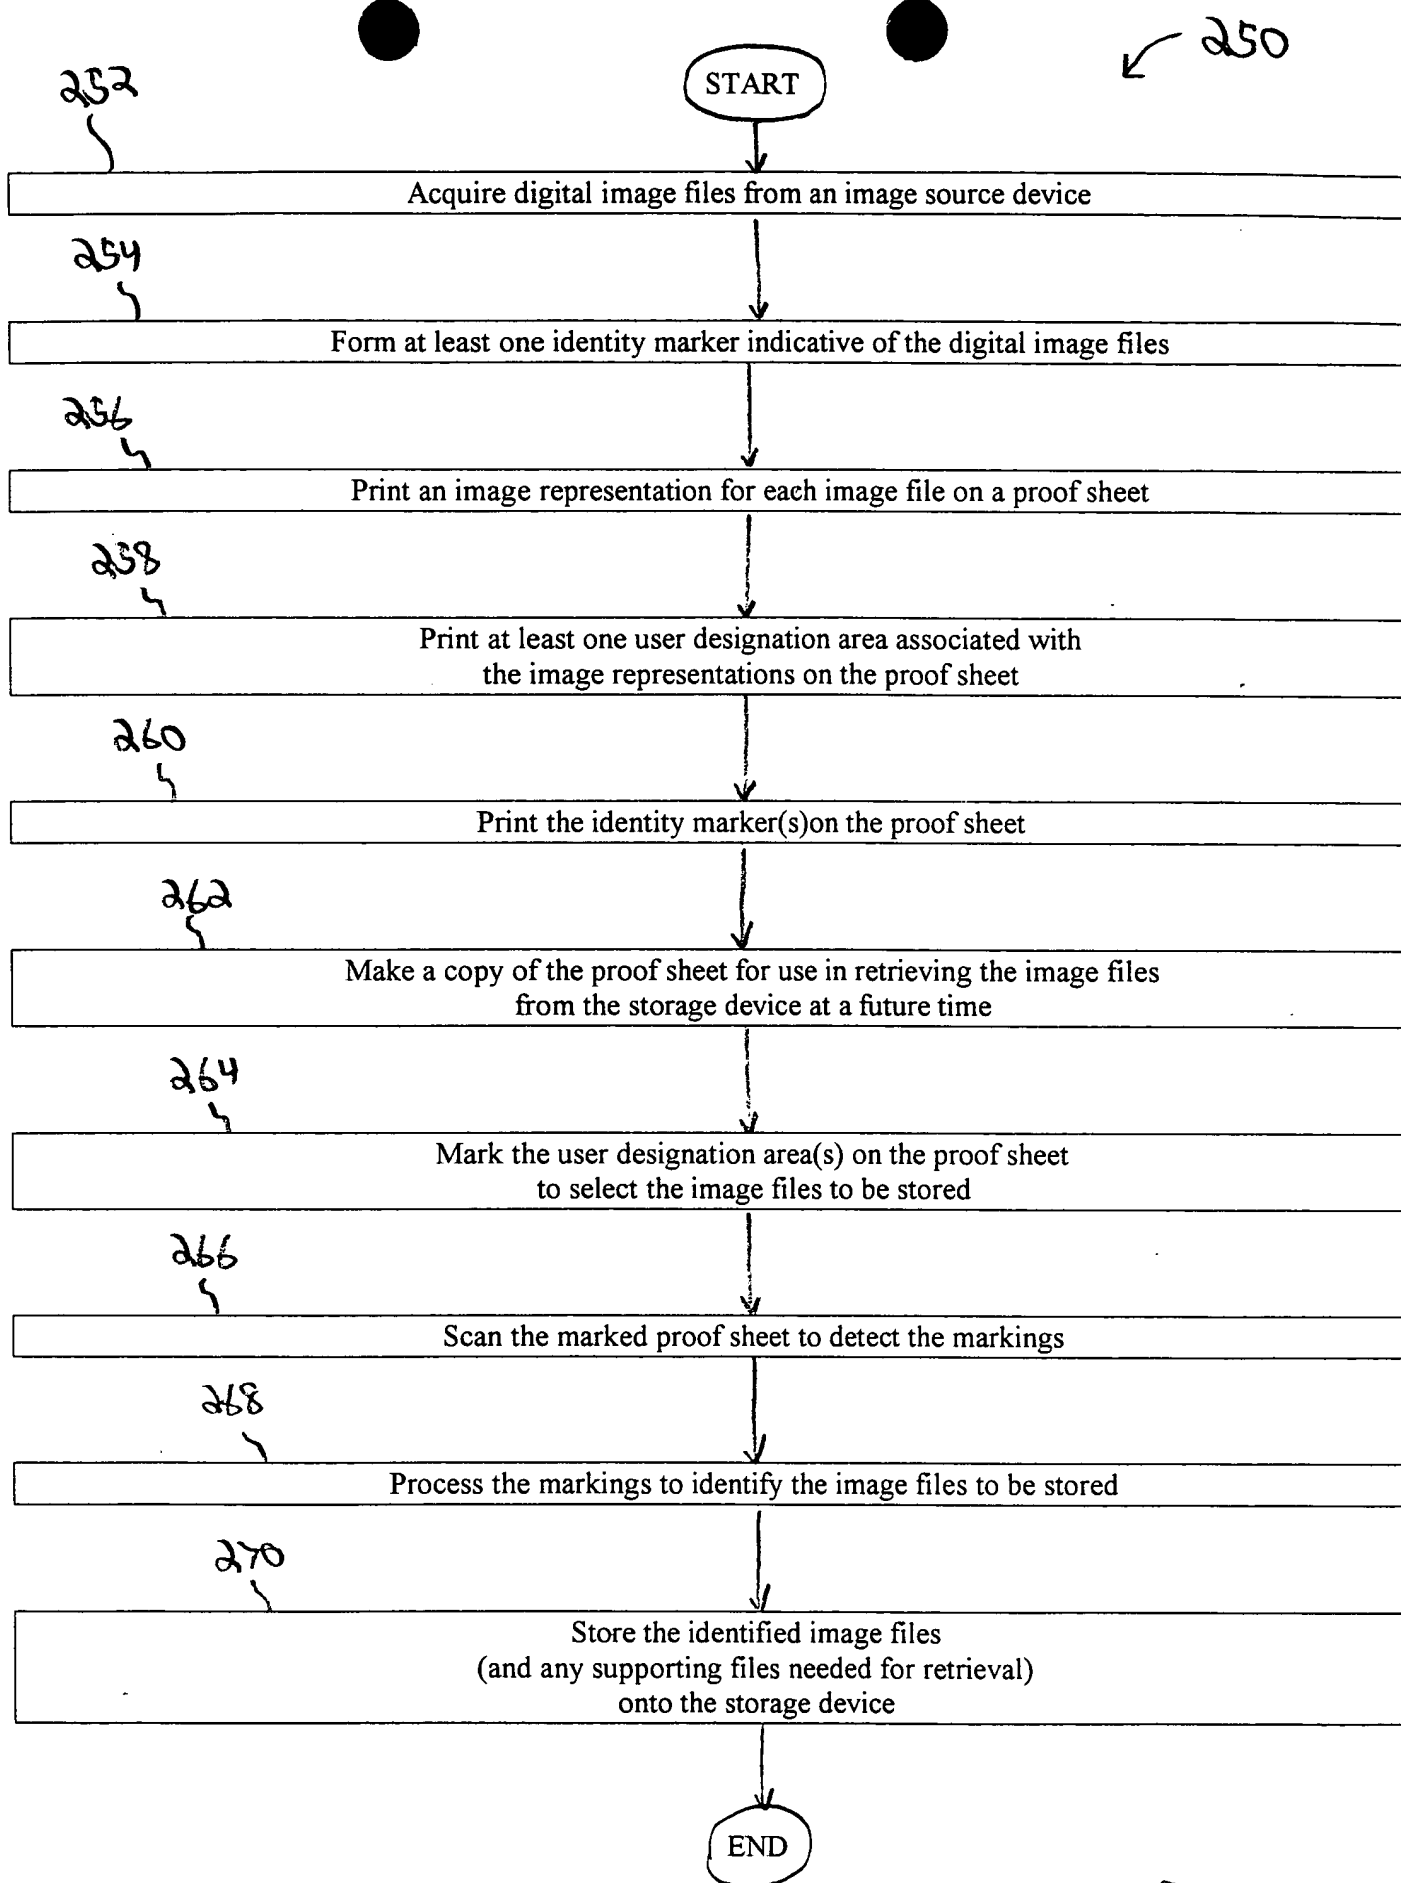 250
START
252
Acquire digital image files from an image source device
254
Form at least one identity marker indicative of the digital image files
256
Print an image representation for each image file on a proof sheet
258
Print at least one user designation area associated with
the image representations on the proof sheet
260
Print the identity marker(s)on the proof sheet
262
Make a copy of the proof sheet for use in retrieving the image files
from the storage device at a future time
264
Mark the user designation area(s) on the proof sheet
to select the image files to be stored
266
Scan the marked proof sheet to detect the markings
268
Process the markings to identify the image files to be stored
270
Store the identified image files
(and any supporting files needed for retrieval)
onto the storage device
END